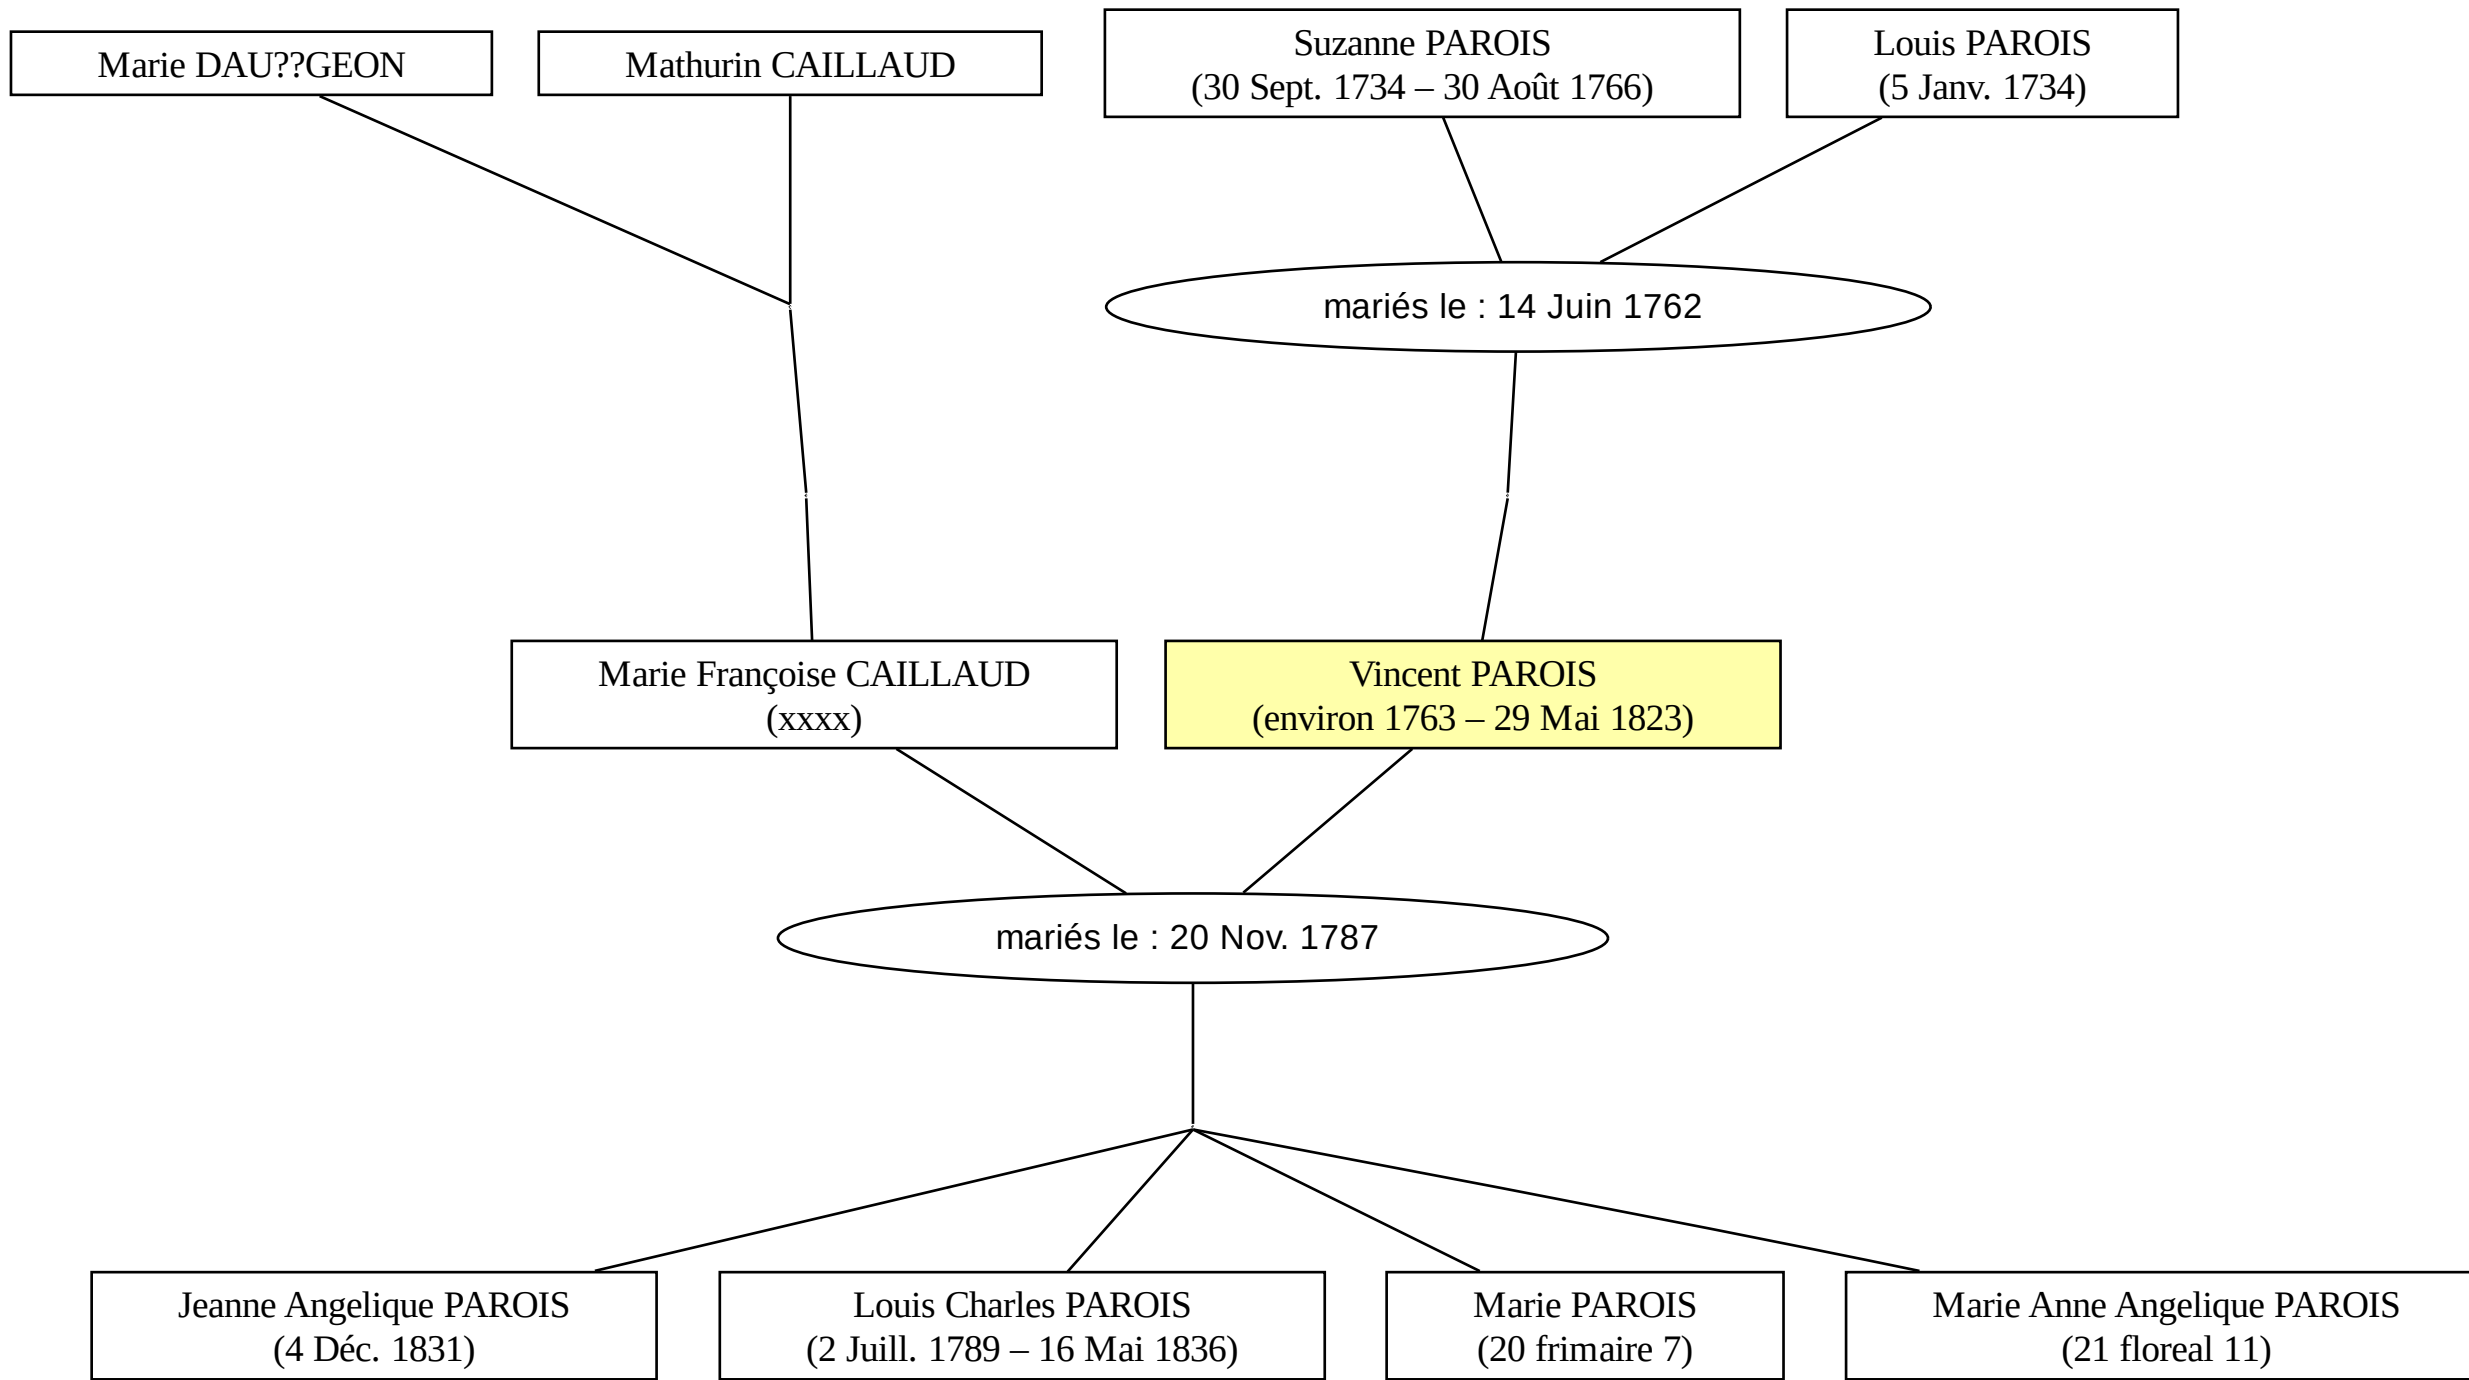 Marie DAU??GEON
Mathurin CAILLAUD
Suzanne PAROIS
(30 Sept. 1734 – 30 Août 1766)
Louis PAROIS
(5 Janv. 1734)
mariés le : 14 Juin 1762
Marie Françoise CAILLAUD
(xxxx)
Vincent PAROIS
(environ 1763 – 29 Mai 1823)
mariés le : 20 Nov. 1787
Jeanne Angelique PAROIS
(4 Déc. 1831)
Louis Charles PAROIS
(2 Juill. 1789 – 16 Mai 1836)
Marie PAROIS
(20 frimaire 7)
Marie Anne Angelique PAROIS
(21 floreal 11)